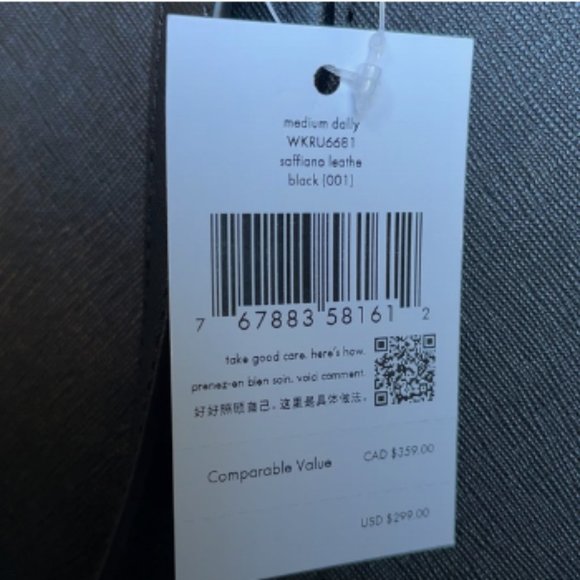 medium dally
WKRU6681
saffiano leathe
black (001)
7 67883 58161 2
take good care. here's how.
prenez-en bien soin. voici comment.
好好照顾自己。这里是具体做法。
Comparable Value
CAD $359.00
USD $299.00